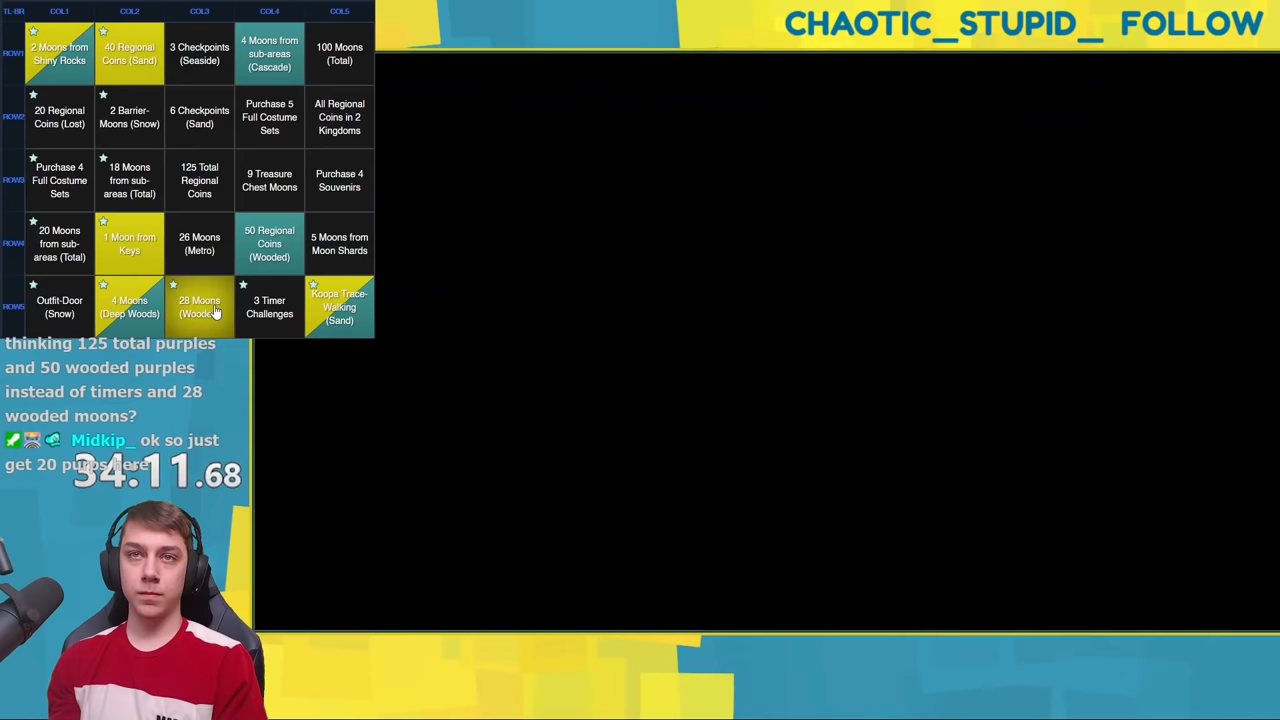 CHAOTIC_STUPID_ FOLLOW
TL-BR COL1 COL2 COL3 COL4 COL5
ROW1
2 Moons from
Shiny Rocks
40 Regional
Coins (Sand)
3 Checkpoints
(Seaside)
4 Moons from
sub-areas
(Cascade)
100 Moons
(Total)
ROW2
20 Regional
Coins (Lost)
2 Barrier-
Moons (Snow)
6 Checkpoints
(Sand)
Purchase 5
Full Costume
Sets
All Regional
Coins in 2
Kingdoms
ROW3
Purchase 4
Full Costume
Sets
18 Moons
from sub-
areas (Total)
125 Total
Regional
Coins
9 Treasure
Chest Moons
Purchase 4
Souvenirs
ROW4
20 Moons
from sub-
areas (Total)
1 Moon from
Keys
26 Moons
(Metro)
50 Regional
Coins
(Wooded)
5 Moons from
Moon Shards
ROW5
Outfit-Door
(Snow)
4 Moons
(Deep Woods)
28 Moons
3 Timer
Challenges
Koopa Trace-
Walking
(Sand)
thinking 125 total purples
and 50 wooded purples
instead of timers and 28
wooded moons?
Midkip_ ok so just
get 20 purps here
34:11.68